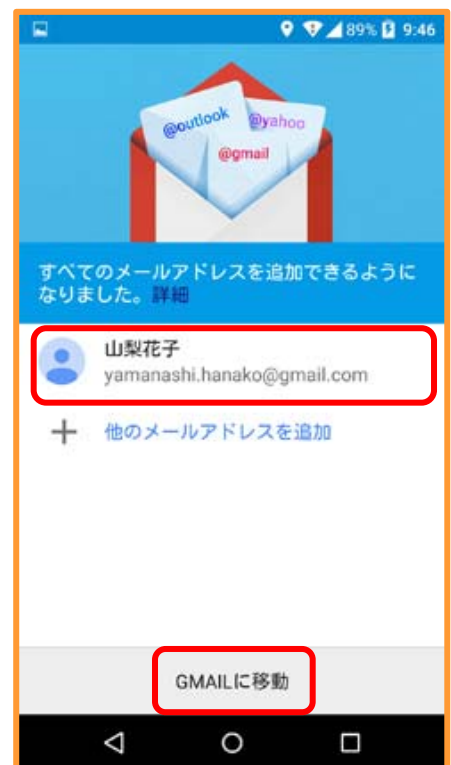 89% 9:46
@outlook
@yahoo
@gmail
すべてのメールアドレスを追加できるように
なりました。詳細
山梨花子
yamanashi.hanako@gmail.com
他のメールアドレスを追加
GMAILに移動